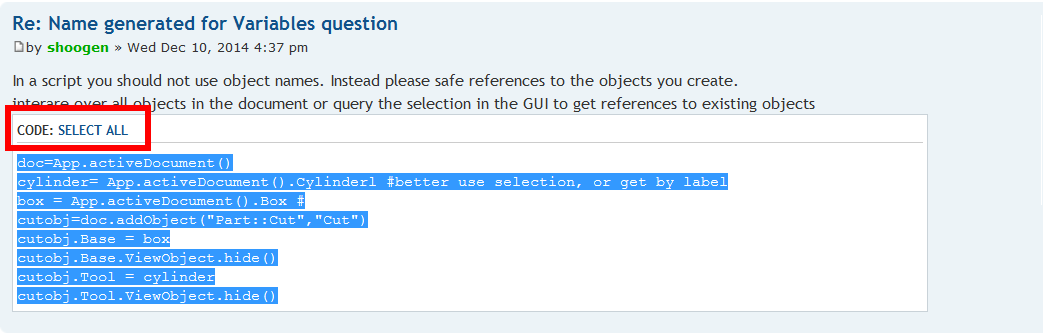 Re: Name generated for Variables question
by shoogen » Wed Dec 10, 2014 4:37 pm
In a script you should not use object names. Instead please safe references to the objects you create.
interare over all objects in the document or query the selection in the GUI to get references to existing objects
CODE: SELECT ALL
doc=App.activeDocument()
cylinder= App.activeDocument().Cylinderl #better use selection, or get by label
box = App.activeDocument().Box #
cutobj=doc.addObject("Part::Cut","Cut")
cutobj.Base = box
cutobj.Base.ViewObject.hide()
cutobj.Tool = cylinder
cutobj.Tool.ViewObject.hide()